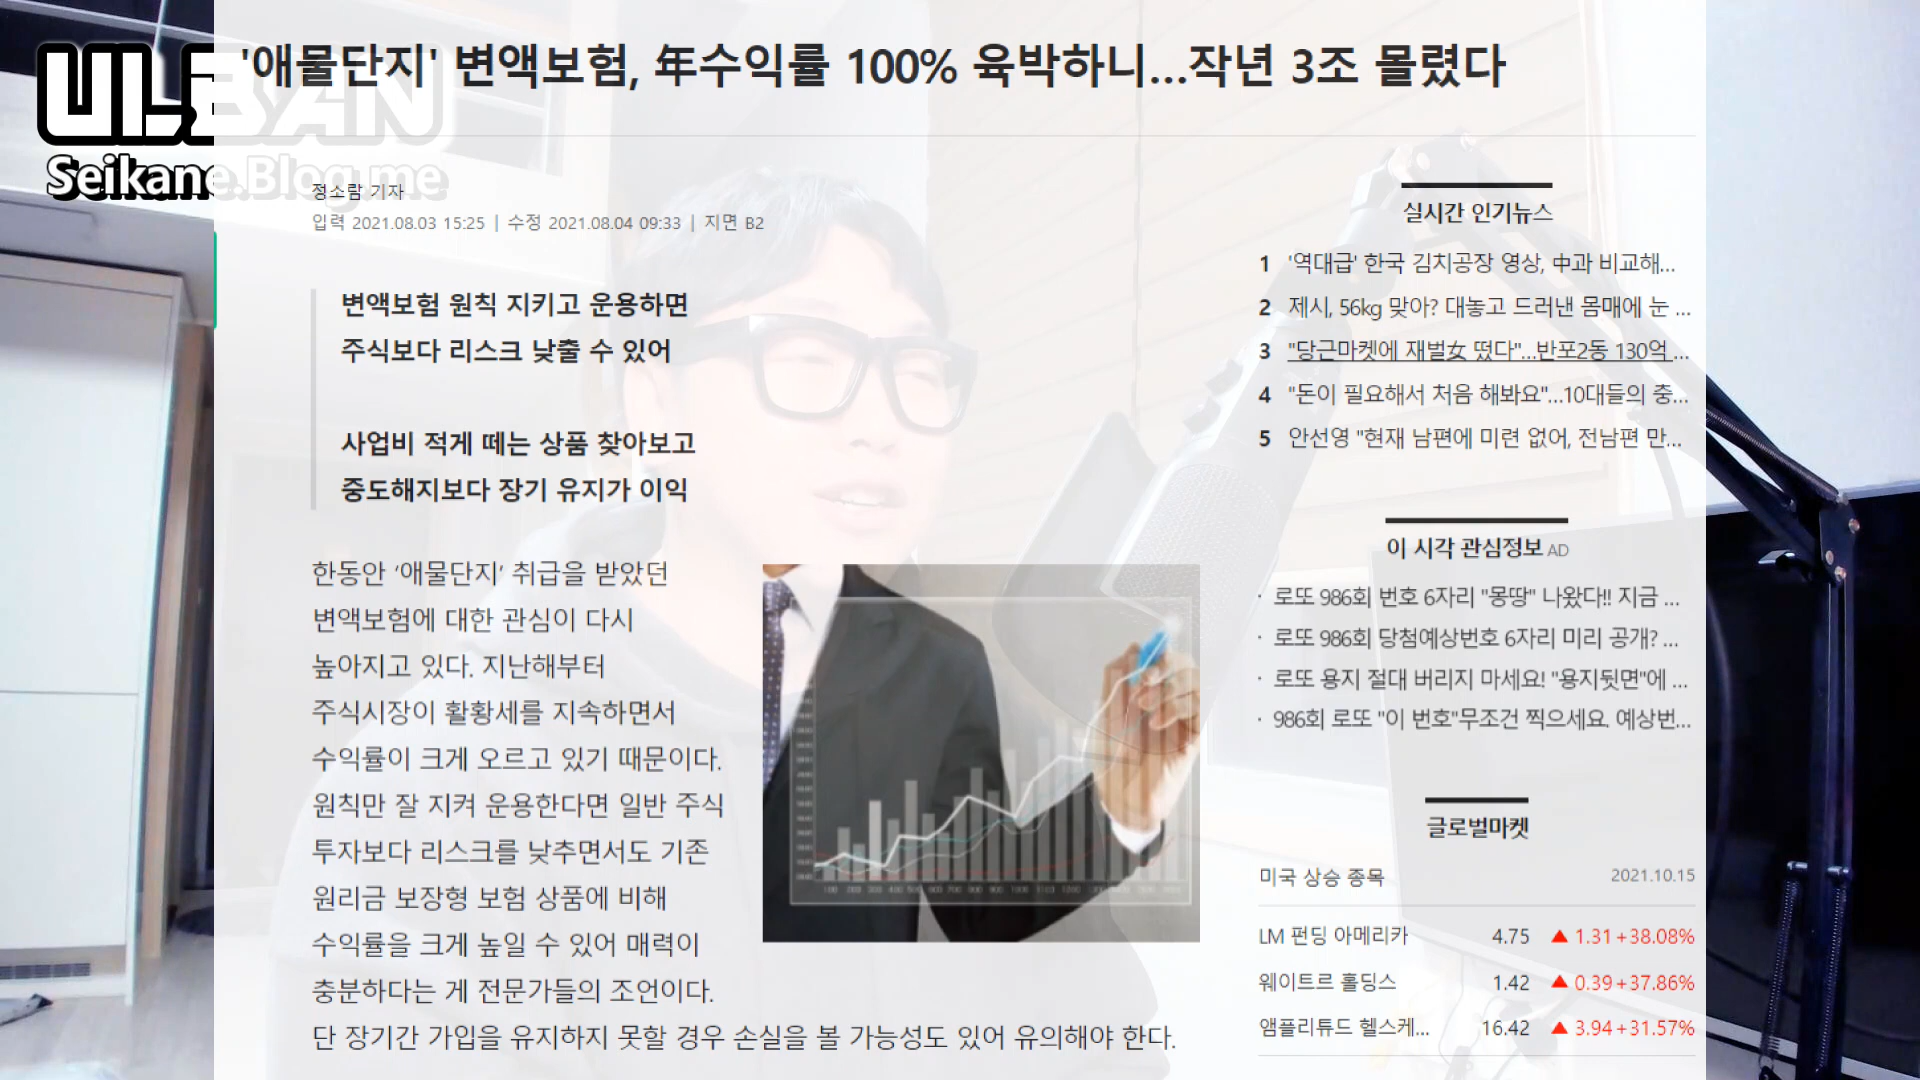 '애물단지' 변액보험, 年수익률 100% 육박하니...작년 3조 몰렸다
ULSAN
Seikane.Blog.me
정소람 기자
입력 2021.08.03 15:25 | 수정 2021.08.04 09:33 | 지면 B2
변액보험 원칙 지키고 운용하면
주식보다 리스크 낮출 수 있어
사업비 적게 떼는 상품 찾아보고
중도해지보다 장기 유지가 이익
한동안 '애물단지' 취급을 받았던
변액보험에 대한 관심이 다시
높아지고 있다. 지난해부터
주식시장이 활황세를 지속하면서
수익률이 크게 오르고 있기 때문이다.
원칙만 잘 지켜 운용한다면 일반 주식
투자보다 리스크를 낮추면서도 기존
원리금 보장형 보험 상품에 비해
수익률을 크게 높일 수 있어 매력이
충분하다는 게 전문가들의 조언이다.
단 장기간 가입을 유지하지 못할 경우 손실을 볼 가능성도 있어 유의해야 한다.
실시간 인기뉴스
1 '역대급' 한국 김치공장 영상, 中과 비교해...
2 제시, 56kg 맞아? 대놓고 드러낸 몸매에 눈 ...
3 "당근마켓에 재벌女 떴다"...반포2동 130억 ...
4 "돈이 필요해서 처음 해봐요"...10대들의 충...
5 안선영 "현재 남편에 미련 없어, 전남편 만...
이 시각 관심정보 AD
· 로또 986회 번호 6자리 "몽땅" 나왔다!! 지금 ...
· 로또 986회 당첨예상번호 6자리 미리 공개? ...
· 로또 용지 절대 버리지 마세요! "용지뒷면"에 ...
· 986회 로또 "이 번호"무조건 찍으세요. 예상번...
글로벌마켓
미국 상승 종목 2021.10.15
LM 펀딩 아메리카 4.75 ▲ 1.31 +38.08%
웨이트르 홀딩스 1.42 ▲ 0.39 +37.86%
앰플리튜드 헬스케... 16.42 ▲ 3.94 +31.57%